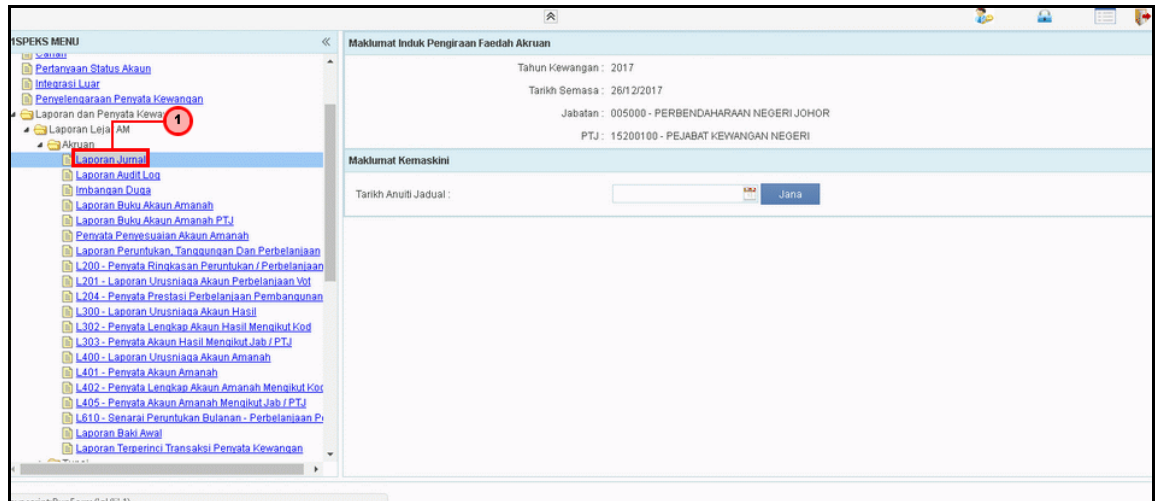 1SPEKS MENU
Pertanyaan Status Akaun
Integrasi Luar
Penyelengaraan Penyata Kewangan
Laporan dan Penyata Kewa
1
Laporan Leja AM
Akruan
Laporan Jurnal
Laporan Audit Log
Imbangan Duga
Laporan Buku Akaun Amanah
Laporan Buku Akaun Amanah PTJ
Penyata Penyesuaian Akaun Amanah
Laporan Peruntukan, Tanggungan Dan Perbelanjaan
L200 - Penyata Ringkasan Peruntukan / Perbelanjaan
L201 - Laporan Urusniaga Akaun Perbelanjaan Vot
L204 - Penyata Prestasi Perbelanjaan Pembangunan
L300 - Laporan Urusniaga Akaun Hasil
L302 - Penyata Lengkap Akaun Hasil Mengikut Kod
L303 - Penyata Akaun Hasil Mengikut Jab / PTJ
L400 - Laporan Urusniaga Akaun Amanah
L401 - Penyata Akaun Amanah
L402 - Penyata Lengkap Akaun Amanah Mengikut Kod
L405 - Penyata Akaun Amanah Mengikut Jab / PTJ
L610 - Senarai Peruntukan Bulanan - Perbelanjaan P
Laporan Baki Awal
Laporan Terperinci Transaksi Penyata Kewangan
Maklumat Induk Pengiraan Faedah Akruan
Tahun Kewangan : 2017
Tarikh Semasa : 26/12/2017
Jabatan : 005000 - PERBENDAHARAAN NEGERI JOHOR
PTJ : 15200100 - PEJABAT KEWANGAN NEGERI
Maklumat Kemaskini
Tarikh Anuiti Jadual :
Jana